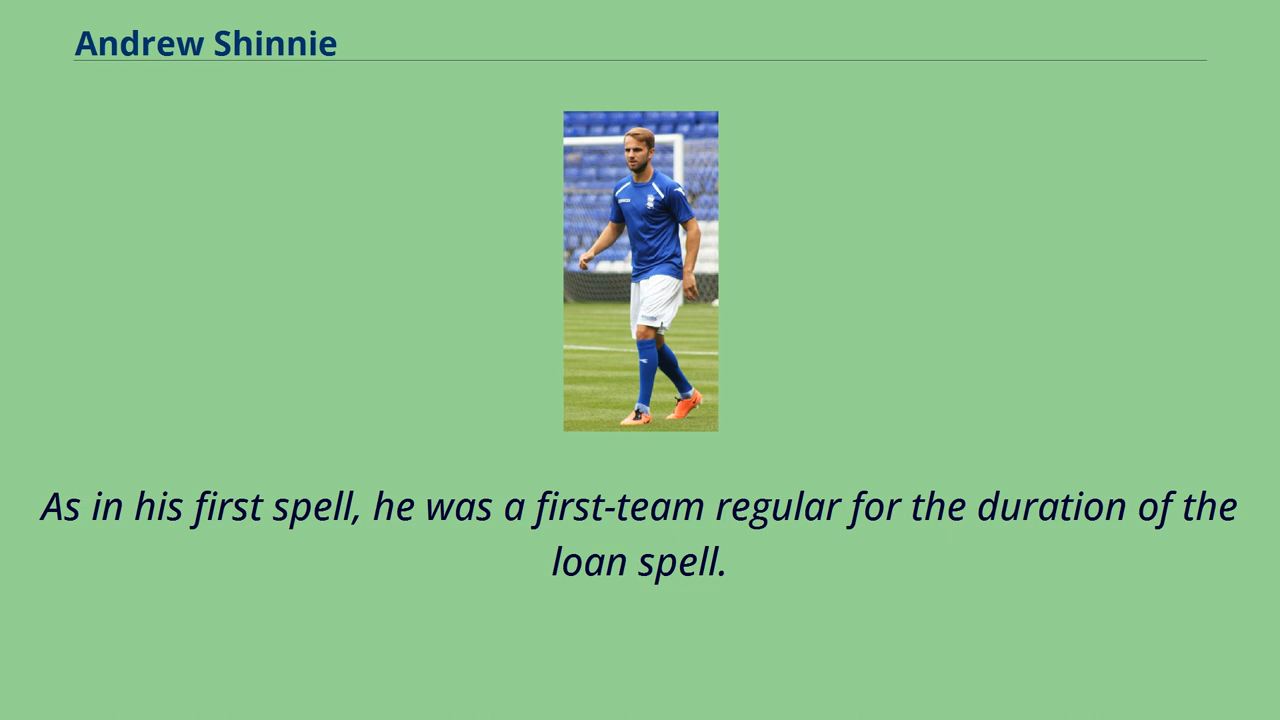 Andrew Shinnie
As in his first spell, he was a first-team regular for the duration of the
loan spell.